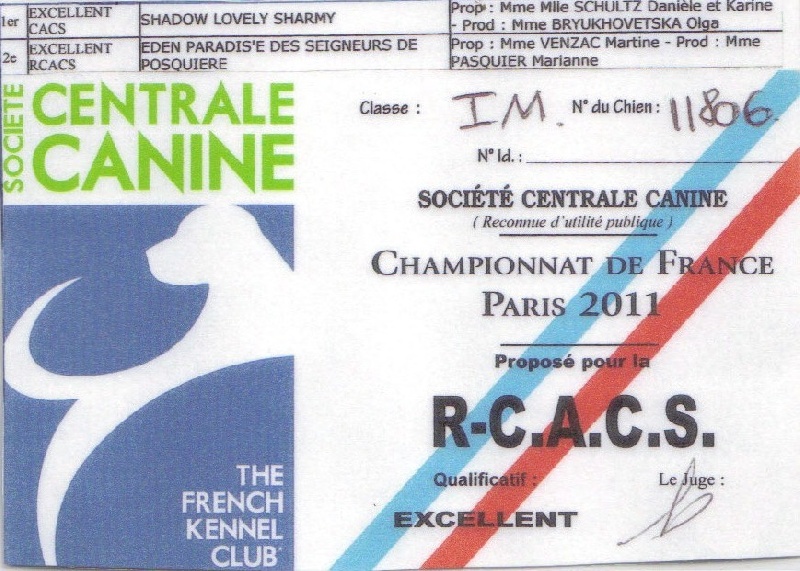 1er EXCELLENT CACS SHADOW LOVELY SHARMY Prop : Mme Mlle SCHULTZ Danièle et Karine - Prod : Mme BRYUKHOVETSKA Olga
2e EXCELLENT RCACS EDEN PARADIS'E DES SEIGNEURS DE POSQUIERE Prop : Mme VENZAC Martine - Prod : Mme PASQUIER Marianne
SOCIÉTÉ
CENTRALE
CANINE
Classe : IM. N° du Chien : 11806.
N° Id. :
SOCIÉTÉ CENTRALE CANINE
( Reconnue d'utilité publique )
CHAMPIONNAT DE FRANCE
PARIS 2011
Proposé pour la
R-C.A.C.S.
Qualificatif : Le Juge :
EXCELLENT
THE
FRENCH
KENNEL
CLUB®